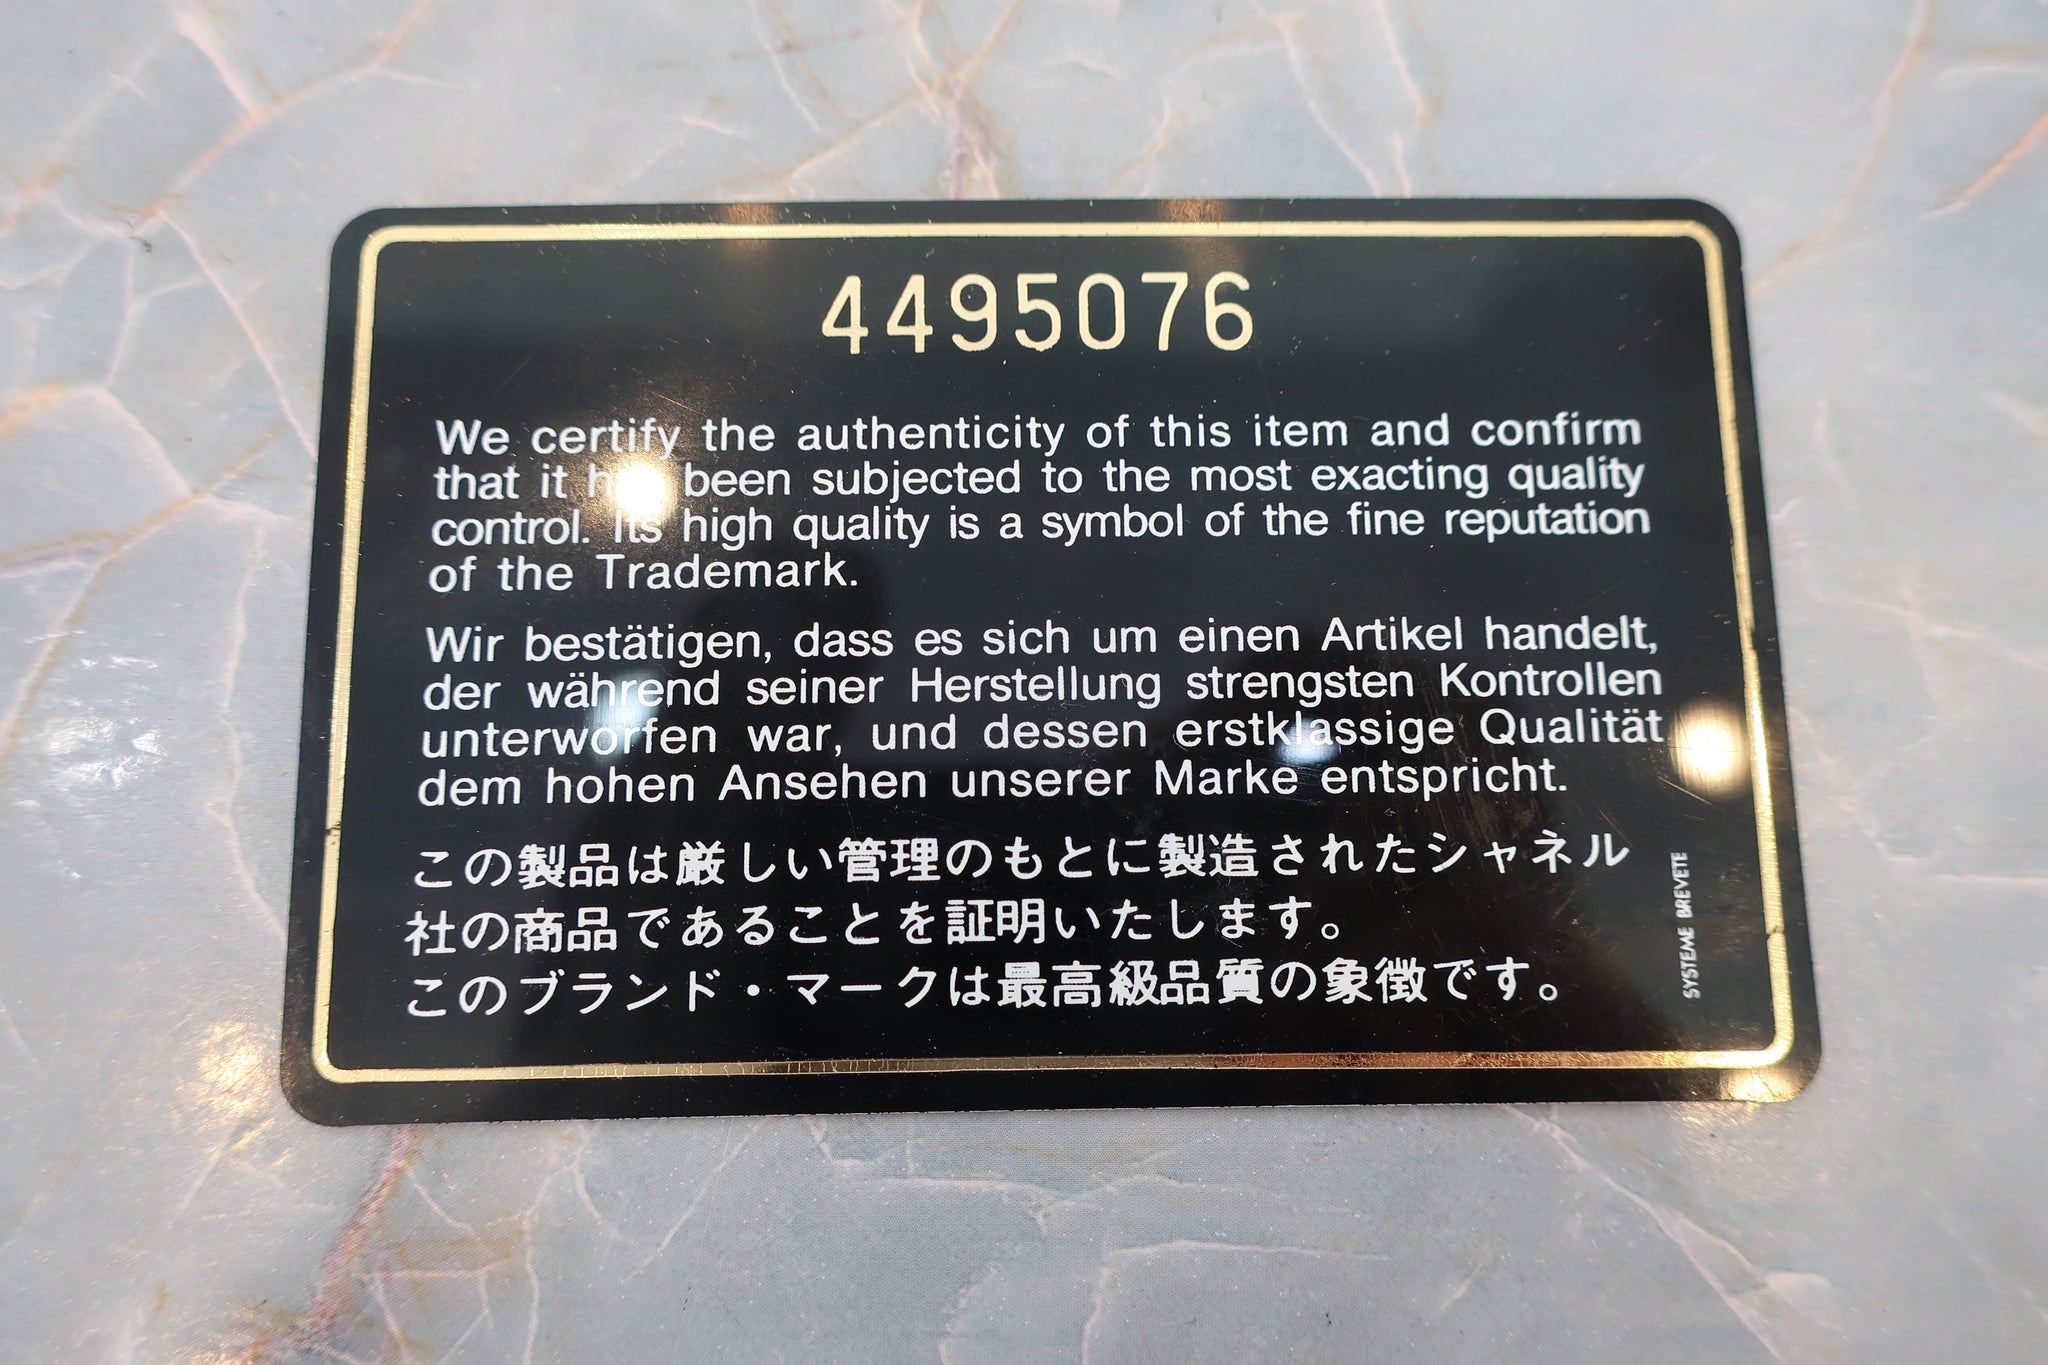 4495076
We certify the authenticity of this item and confirm
that it has been subjected to the most exacting quality
control. Its high quality is a symbol of the fine reputation
of the Trademark.
Wir bestätigen, dass es sich um einen Artikel handelt,
der während seiner Herstellung strengsten Kontrollen
unterworfen war, und dessen erstklassige Qualität
dem hohen Ansehen unserer Marke entspricht.
この製品は厳しい管理のもとに製造されたシャネル
社の商品であることを証明いたします。
このブランド・マークは最高級品質の象徴です。
SYSTEME BREVETE